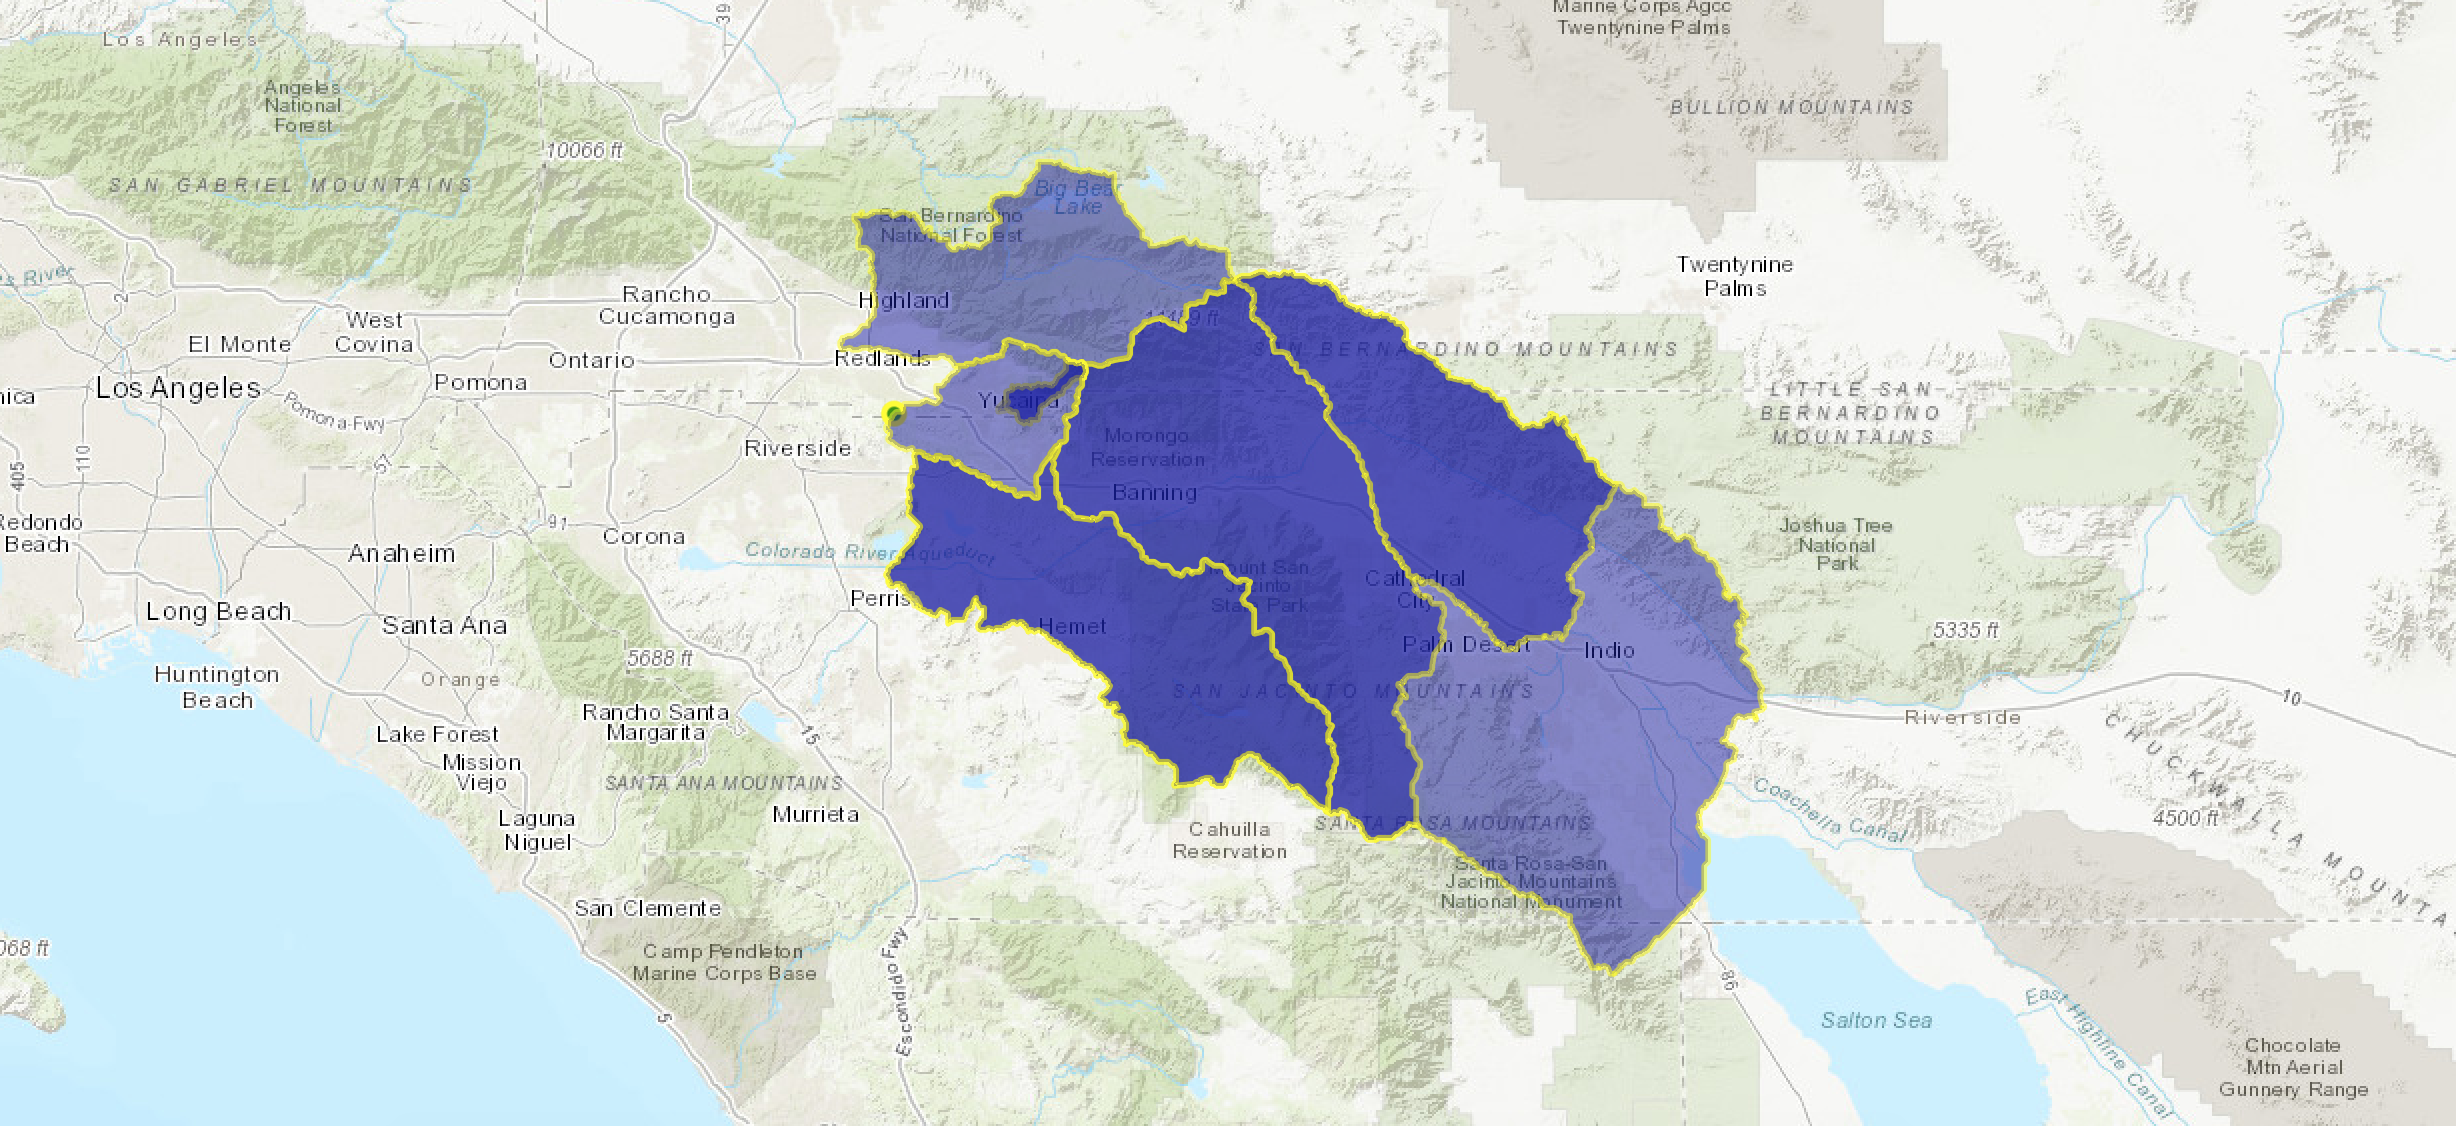 Marine Corps Agcc
Twentynine Palms
39
Los Angeles
Angeles
National
Forest
BULLION MOUNTAINS
10066 ft
SAN GABRIEL MOUNTAINS
Big Bear
Lake
San Bernardino
National Forest
Twentynine
Palms
River
2
Rancho
Cucamonga
Highland
11489 ft
West
Covina
El Monte
Ontario
Redlands
SAN BERNARDINO MOUNTAINS
Pomona
Los Angeles
LITTLE SAN
BERNARDINO
MOUNTAINS
Pomona Fwy
Yucaipa
Riverside
Morongo
Reservation
110
57
405
Banning
Redondo
Beach
91
Corona
Anaheim
Colorado River Aqueduct
Joshua Tree
National
Park
Mount San
Jacinto
State Park
Cathedral
City
Perris
Long Beach
Santa Ana
Hemet
5335 ft
Palm Desert
Indio
5688 ft
Huntington
Beach
Orange
SAN JACINTO MOUNTAINS
10
Rancho Santa
Margarita
Riverside
15
Lake Forest
Mission
Viejo
SANTA ANA MOUNTAINS
CHUCKWALLA MOUNTA
Coachella Canal
4500 ft
Laguna
Niguel
Murrieta
Cahuilla
Reservation
SANTA ROSA MOUNTAINS
Santa Rosa-San
Jacinto Mountains
National Monument
San Clemente
068 ft
Camp Pendleton
Marine Corps Base
Escondido Fwy
86
5
East Highline Canal
Salton Sea
Chocolate
Mtn Aerial
Gunnery Range